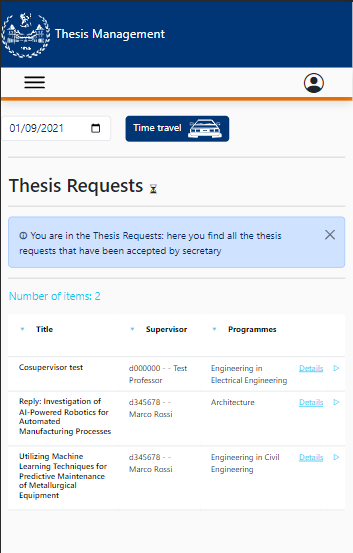 Thesis Management
01/09/2021
Time travel
Thesis Requests
You are in the Thesis Requests: here you find all the thesis
requests that have been accepted by secretary
Number of items: 2
Title Supervisor Programmes
Cosupervisor test
d000000 - - Test
Professor
Engineering in
Electrical Engineering
Details
Reply: Investigation of
AI-Powered Robotics for
Automated
Manufacturing Processes
d345678 - -
Marco Rossi
Architecture
Details
Utilizing Machine
Learning Techniques for
Predictive Maintenance
of Metallurgical
Equipment
d345678 - -
Marco Rossi
Engineering in Civil
Engineering
Details